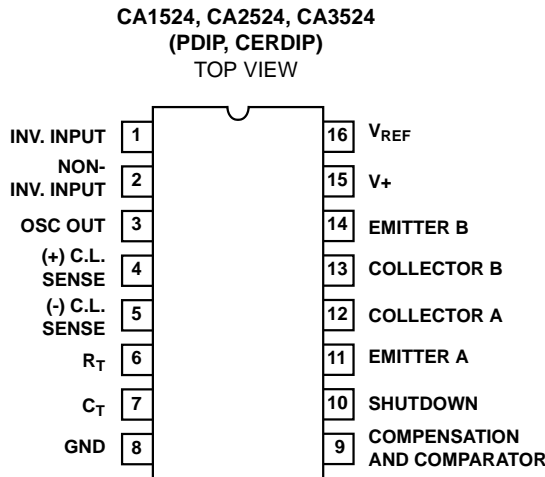 CA1524, CA2524, CA3524
(PDIP, CERDIP)
TOP VIEW
INV. INPUT 1
NON-
INV. INPUT 2
OSC OUT 3
(+) C.L.
SENSE 4
(-) C.L.
SENSE 5
RT 6
CT 7
GND 8
16 VREF
15 V+
14 EMITTER B
13 COLLECTOR B
12 COLLECTOR A
11 EMITTER A
10 SHUTDOWN
9 COMPENSATION
AND COMPARATOR